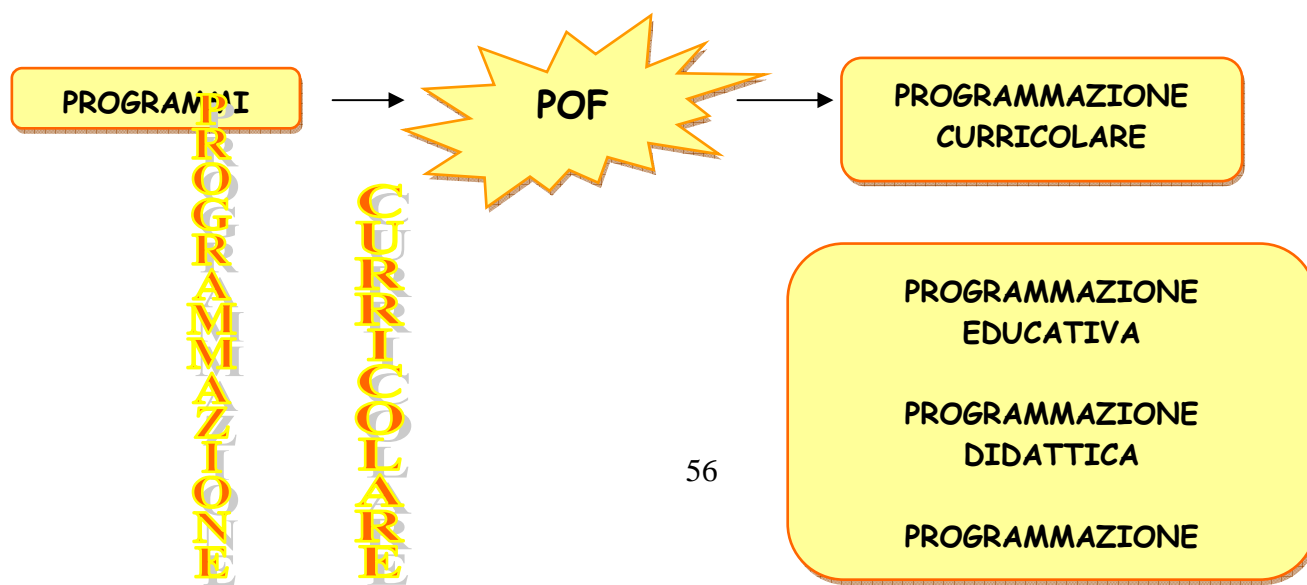 PROGRAMMI
POF
PROGRAMMAZIONE
CURRICOLARE
PROGRAMMAZIONE
CURRICOLARE
PROGRAMMAZIONE
EDUCATIVA
PROGRAMMAZIONE
DIDATTICA
PROGRAMMAZIONE
56